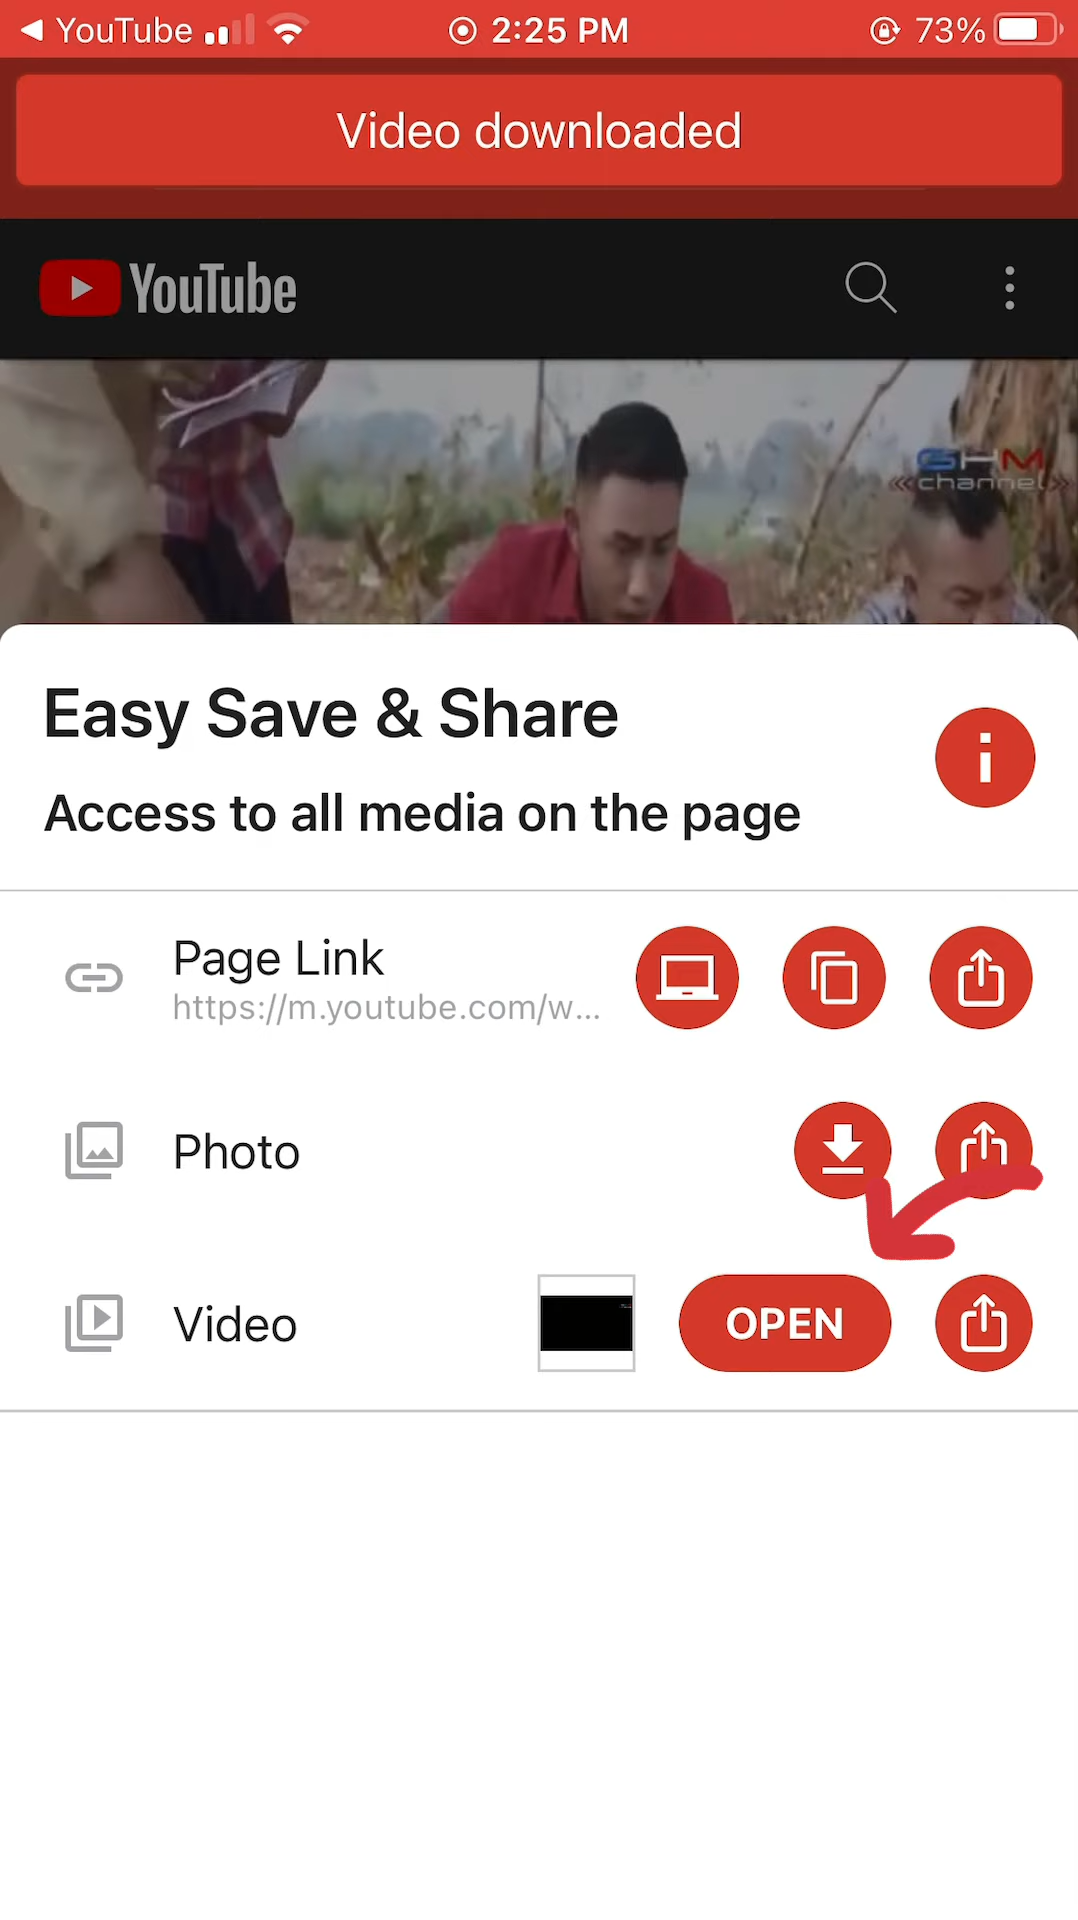 YouTube 2:25 PM 73%
Video downloaded
YouTube
GHM
channel
Easy Save & Share
Access to all media on the page
Page Link
https://m.youtube.com/w...
Photo
Video OPEN